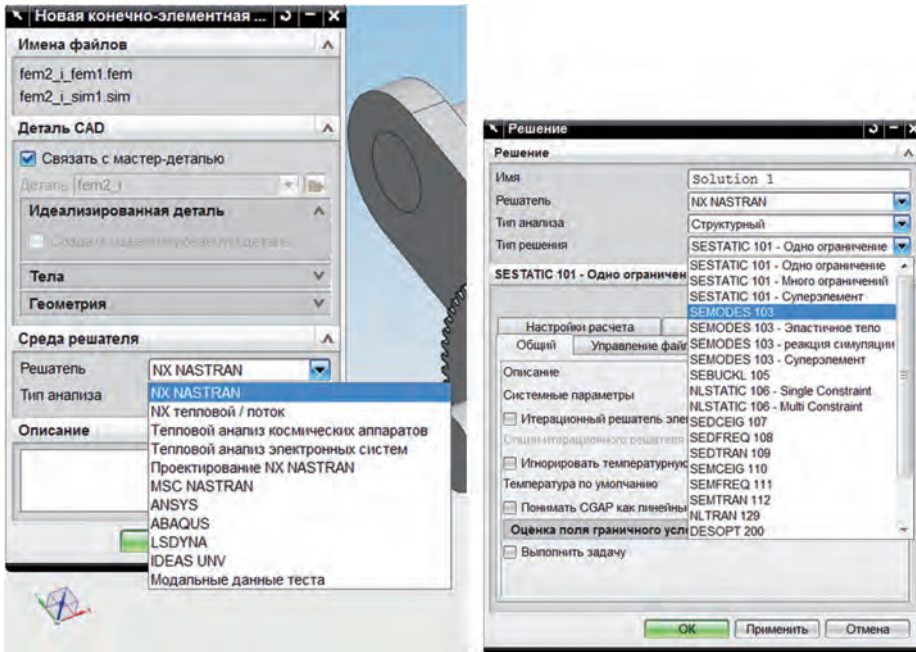 Новая конечно-элементная ...
Имена файлов
fem2_i_fem1.fem
fem2_i_sim1.sim
Деталь CAD
Связать с мастер-деталью
Деталь fem2_i
Идеализированная деталь
Создать идеализированную деталь
Тела
Геометрия
Среда решателя
Решатель NX NASTRAN
Тип анализа
Описание
NX NASTRAN
NX тепловой / поток
Тепловой анализ космических аппаратов
Тепловой анализ электронных систем
Проектирование NX NASTRAN
MSC NASTRAN
ANSYS
ABAQUS
LSDYNA
IDEAS UNV
Модальные данные теста
Решение
Решение
Имя Solution 1
Решатель NX NASTRAN
Тип анализа Структурный
Тип решения SESTATIC 101 - Одно ограничение
SESTATIC 101 - Одно ограничен
Настройки расчета
Общий Управление файл
Описание
Системные параметры
Итерационный решатель эле
Опции итерационного решателя
Игнорировать температурную
Температура по умолчанию
Понимать CGAP как линейны
Оценка поля граничного усл
Выполнить задачу
SESTATIC 101 - Одно ограничение
SESTATIC 101 - Много ограничений
SESTATIC 101 - Суперэлемент
SEMODES 103
SEMODES 103 - Эластичное тело
SEMODES 103 - реакция симуляции
SEMODES 103 - Суперэлемент
SEBUCKL 105
NLSTATIC 106 - Single Constraint
NLSTATIC 106 - Multi Constraint
SEDCEIG 107
SEDFREQ 108
SEDTRAN 109
SEMCEIG 110
SEMFREQ 111
SEMTRAN 112
NLTRAN 129
DESOPT 200
OK Применить Отмена